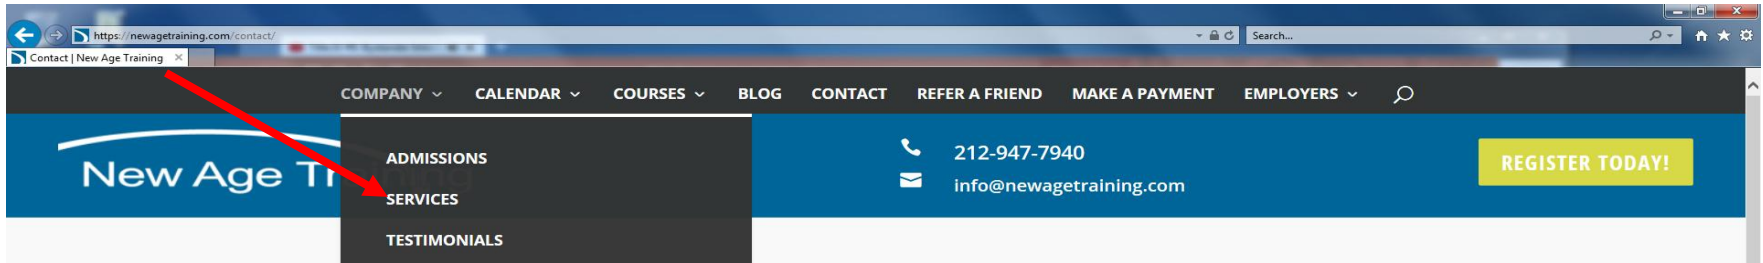 https://newagetraining.com/contact/
Search...
Contact | New Age Training
COMPANY CALENDAR COURSES BLOG CONTACT REFER A FRIEND MAKE A PAYMENT EMPLOYERS
New Age Training
ADMISSIONS
SERVICES
TESTIMONIALS
212-947-7940
info@newagetraining.com
REGISTER TODAY!